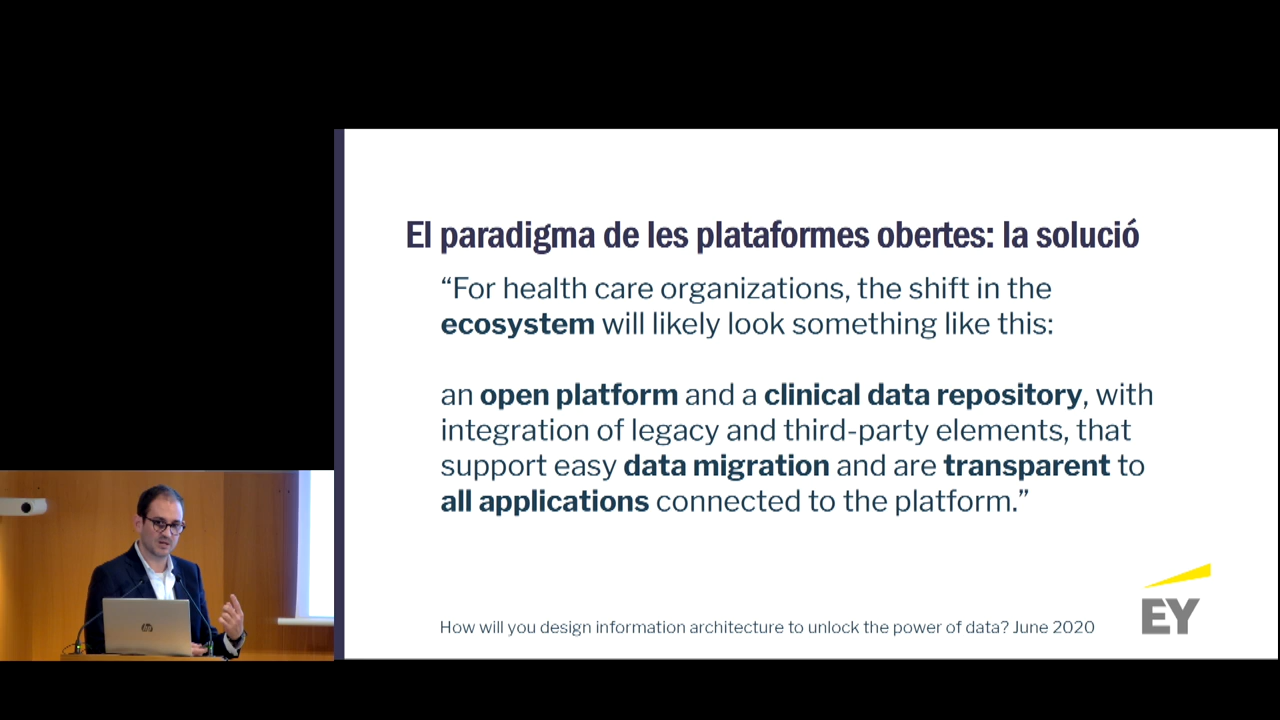 El paradigma de les plataformes obertes: la solució
“For health care organizations, the shift in the
ecosystem will likely look something like this:
an open platform and a clinical data repository, with
integration of legacy and third-party elements, that
support easy data migration and are transparent to
all applications connected to the platform.”
EY
How will you design information architecture to unlock the power of data? June 2020
hp